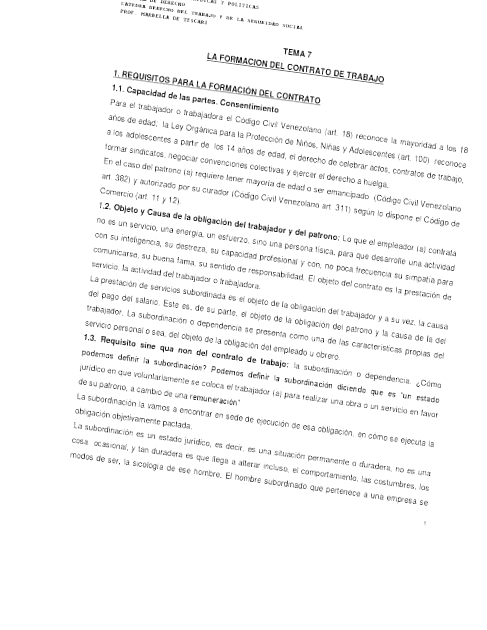 POLITICAS
DE DERECHO
CATEDRA DERECHO DEL TRABAJO Y DE LA SEGURIDAD SOCIAL
PROF. MARBELLA DE TESCARI
TEMA 7
LA FORMACION DEL CONTRATO DE TRABAJO
1. REQUISITOS PARA LA FORMACIÓN DEL CONTRATO
1.1. Capacidad de las partes. Consentimiento
Para el trabajador o trabajadora el Código Civil Venezolano (art. 18) reconoce la mayoridad a los 18
años de edad; la Ley Orgánica para la Protección de Niños, Niñas y Adolescentes (art. 100) reconoce
a los adolescentes a partir de los 14 años de edad, el derecho de celebrar actos, contratos de trabajo,
formar sindicatos, negociar convenciones colectivas y ejercer el derecho a huelga.
En el caso del patrono (a) requiere tener mayoría de edad o ser emancipado (Código Civil Venezolano
art. 382) y autorizado por su curador (Código Civil Venezolano art. 311) según lo dispone el Código de
Comercio (art. 11 y 12).
1.2. Objeto y Causa de la obligación del trabajador y del patrono: Lo que el empleador (a) contrata
no es un servicio, una energía, un esfuerzo, sino una persona física, para que desarrolle una actividad
con su inteligencia, su destreza, su capacidad profesional y con, no poca frecuencia su simpatía para
comunicarse, su buena fama, su sentido de responsabilidad. El objeto del contrato es la prestación de
servicio, la actividad del trabajador o trabajadora.
La prestación de servicios subordinada es el objeto de la obligación del trabajador y a su vez, la causa
del pago del salario. Este es, de su parte, el objeto de la obligación del patrono y la causa de la del
trabajador. La subordinación o dependencia se presenta como una de las características propias del
servicio personal o sea, del objeto de la obligación del empleado u obrero.
1.3. Requisito sine qua non del contrato de trabajo: la subordinación o dependencia. ¿Cómo
podemos definir la subordinación? Podemos definir la subordinación diciendo que es "un estado
jurídico en que voluntariamente se coloca el trabajador (a) para realizar una obra o un servicio en favor
de su patrono, a cambio de una remuneración"
La subordinación la vamos a encontrar en sede de ejecución de esa obligación, en cómo se ejecuta la
obligación objetivamente pactada.
La subordinación es un estado jurídico, es decir, es una situación permanente o duradera, no es una
cosa ocasional, y tan duradera es que llega a alterar incluso, el comportamiento, las costumbres, los
modos de ser, la sicología de ese hombre. El hombre subordinado que pertenece a una empresa se
1